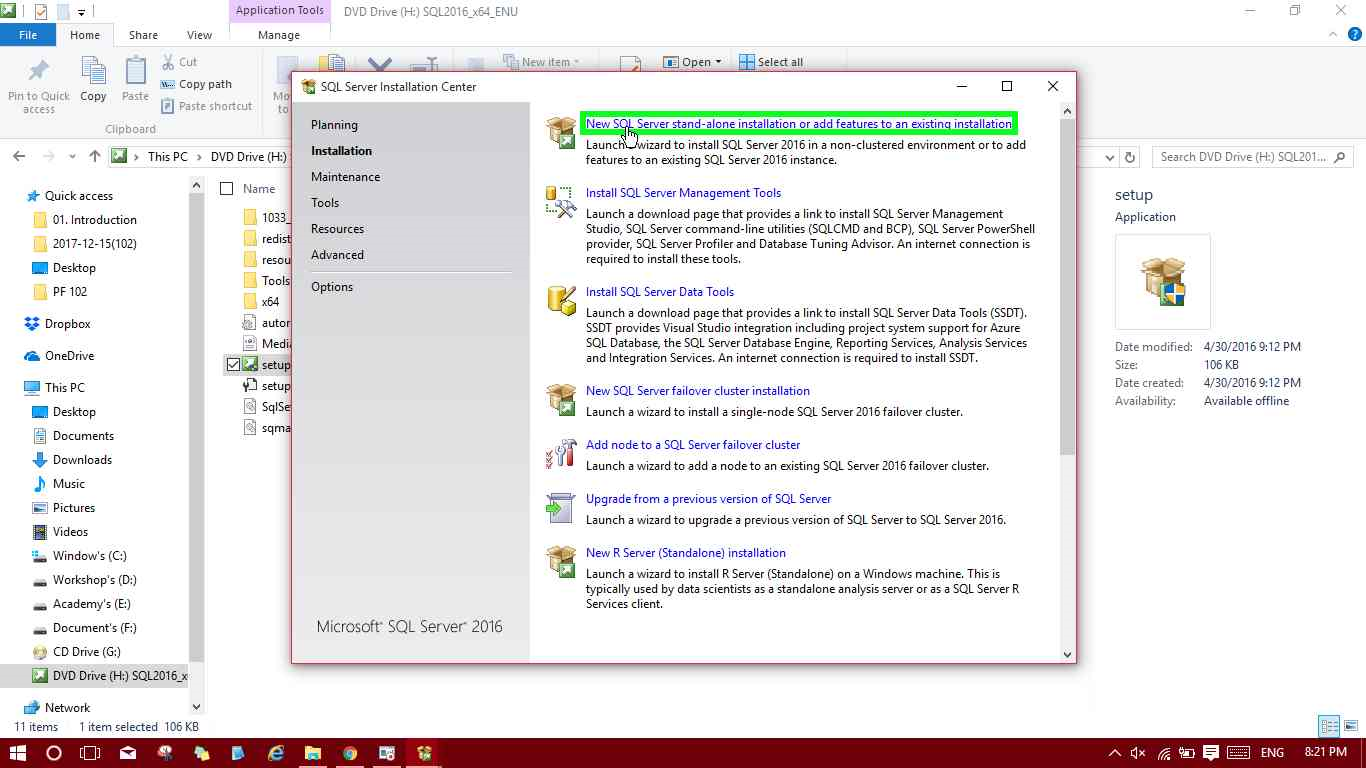 Application Tools
DVD Drive (H:) SQL2016_x64_ENU
File
Home
Share
View
Manage
Pin to Quick access
Copy
Paste
Cut
Copy path
Paste shortcut
Clipboard
New item
Open
Select all
This PC
DVD Drive (H:)
Search DVD Drive (H:) SQL201...
Quick access
01. Introduction
2017-12-15(102)
Desktop
PF 102
Dropbox
OneDrive
This PC
Desktop
Documents
Downloads
Music
Pictures
Videos
Window's (C:)
Workshop's (D:)
Academy's (E:)
Document's (F:)
CD Drive (G:)
DVD Drive (H:) SQL2016_x
Network
Name
1033_
redist
resou
Tools
x64
autor
Media
setup
setup
SqlSe
sqma
SQL Server Installation Center
Planning
Installation
Maintenance
Tools
Resources
Advanced
Options
Microsoft® SQL Server® 2016
New SQL Server stand-alone installation or add features to an existing installation
Launch a wizard to install SQL Server 2016 in a non-clustered environment or to add
features to an existing SQL Server 2016 instance.
Install SQL Server Management Tools
Launch a download page that provides a link to install SQL Server Management
Studio, SQL Server command-line utilities (SQLCMD and BCP), SQL Server PowerShell
provider, SQL Server Profiler and Database Tuning Advisor. An internet connection is
required to install these tools.
Install SQL Server Data Tools
Launch a download page that provides a link to install SQL Server Data Tools (SSDT).
SSDT provides Visual Studio integration including project system support for Azure
SQL Database, the SQL Server Database Engine, Reporting Services, Analysis Services
and Integration Services. An internet connection is required to install SSDT.
New SQL Server failover cluster installation
Launch a wizard to install a single-node SQL Server 2016 failover cluster.
Add node to a SQL Server failover cluster
Launch a wizard to add a node to an existing SQL Server 2016 failover cluster.
Upgrade from a previous version of SQL Server
Launch a wizard to upgrade a previous version of SQL Server to SQL Server 2016.
New R Server (Standalone) installation
Launch a wizard to install R Server (Standalone) on a Windows machine. This is
typically used by data scientists as a standalone analysis server or as a SQL Server R
Services client.
setup
Application
Date modified: 4/30/2016 9:12 PM
Size: 106 KB
Date created: 4/30/2016 9:12 PM
Availability: Available offline
11 items 1 item selected 106 KB
ENG
8:21 PM